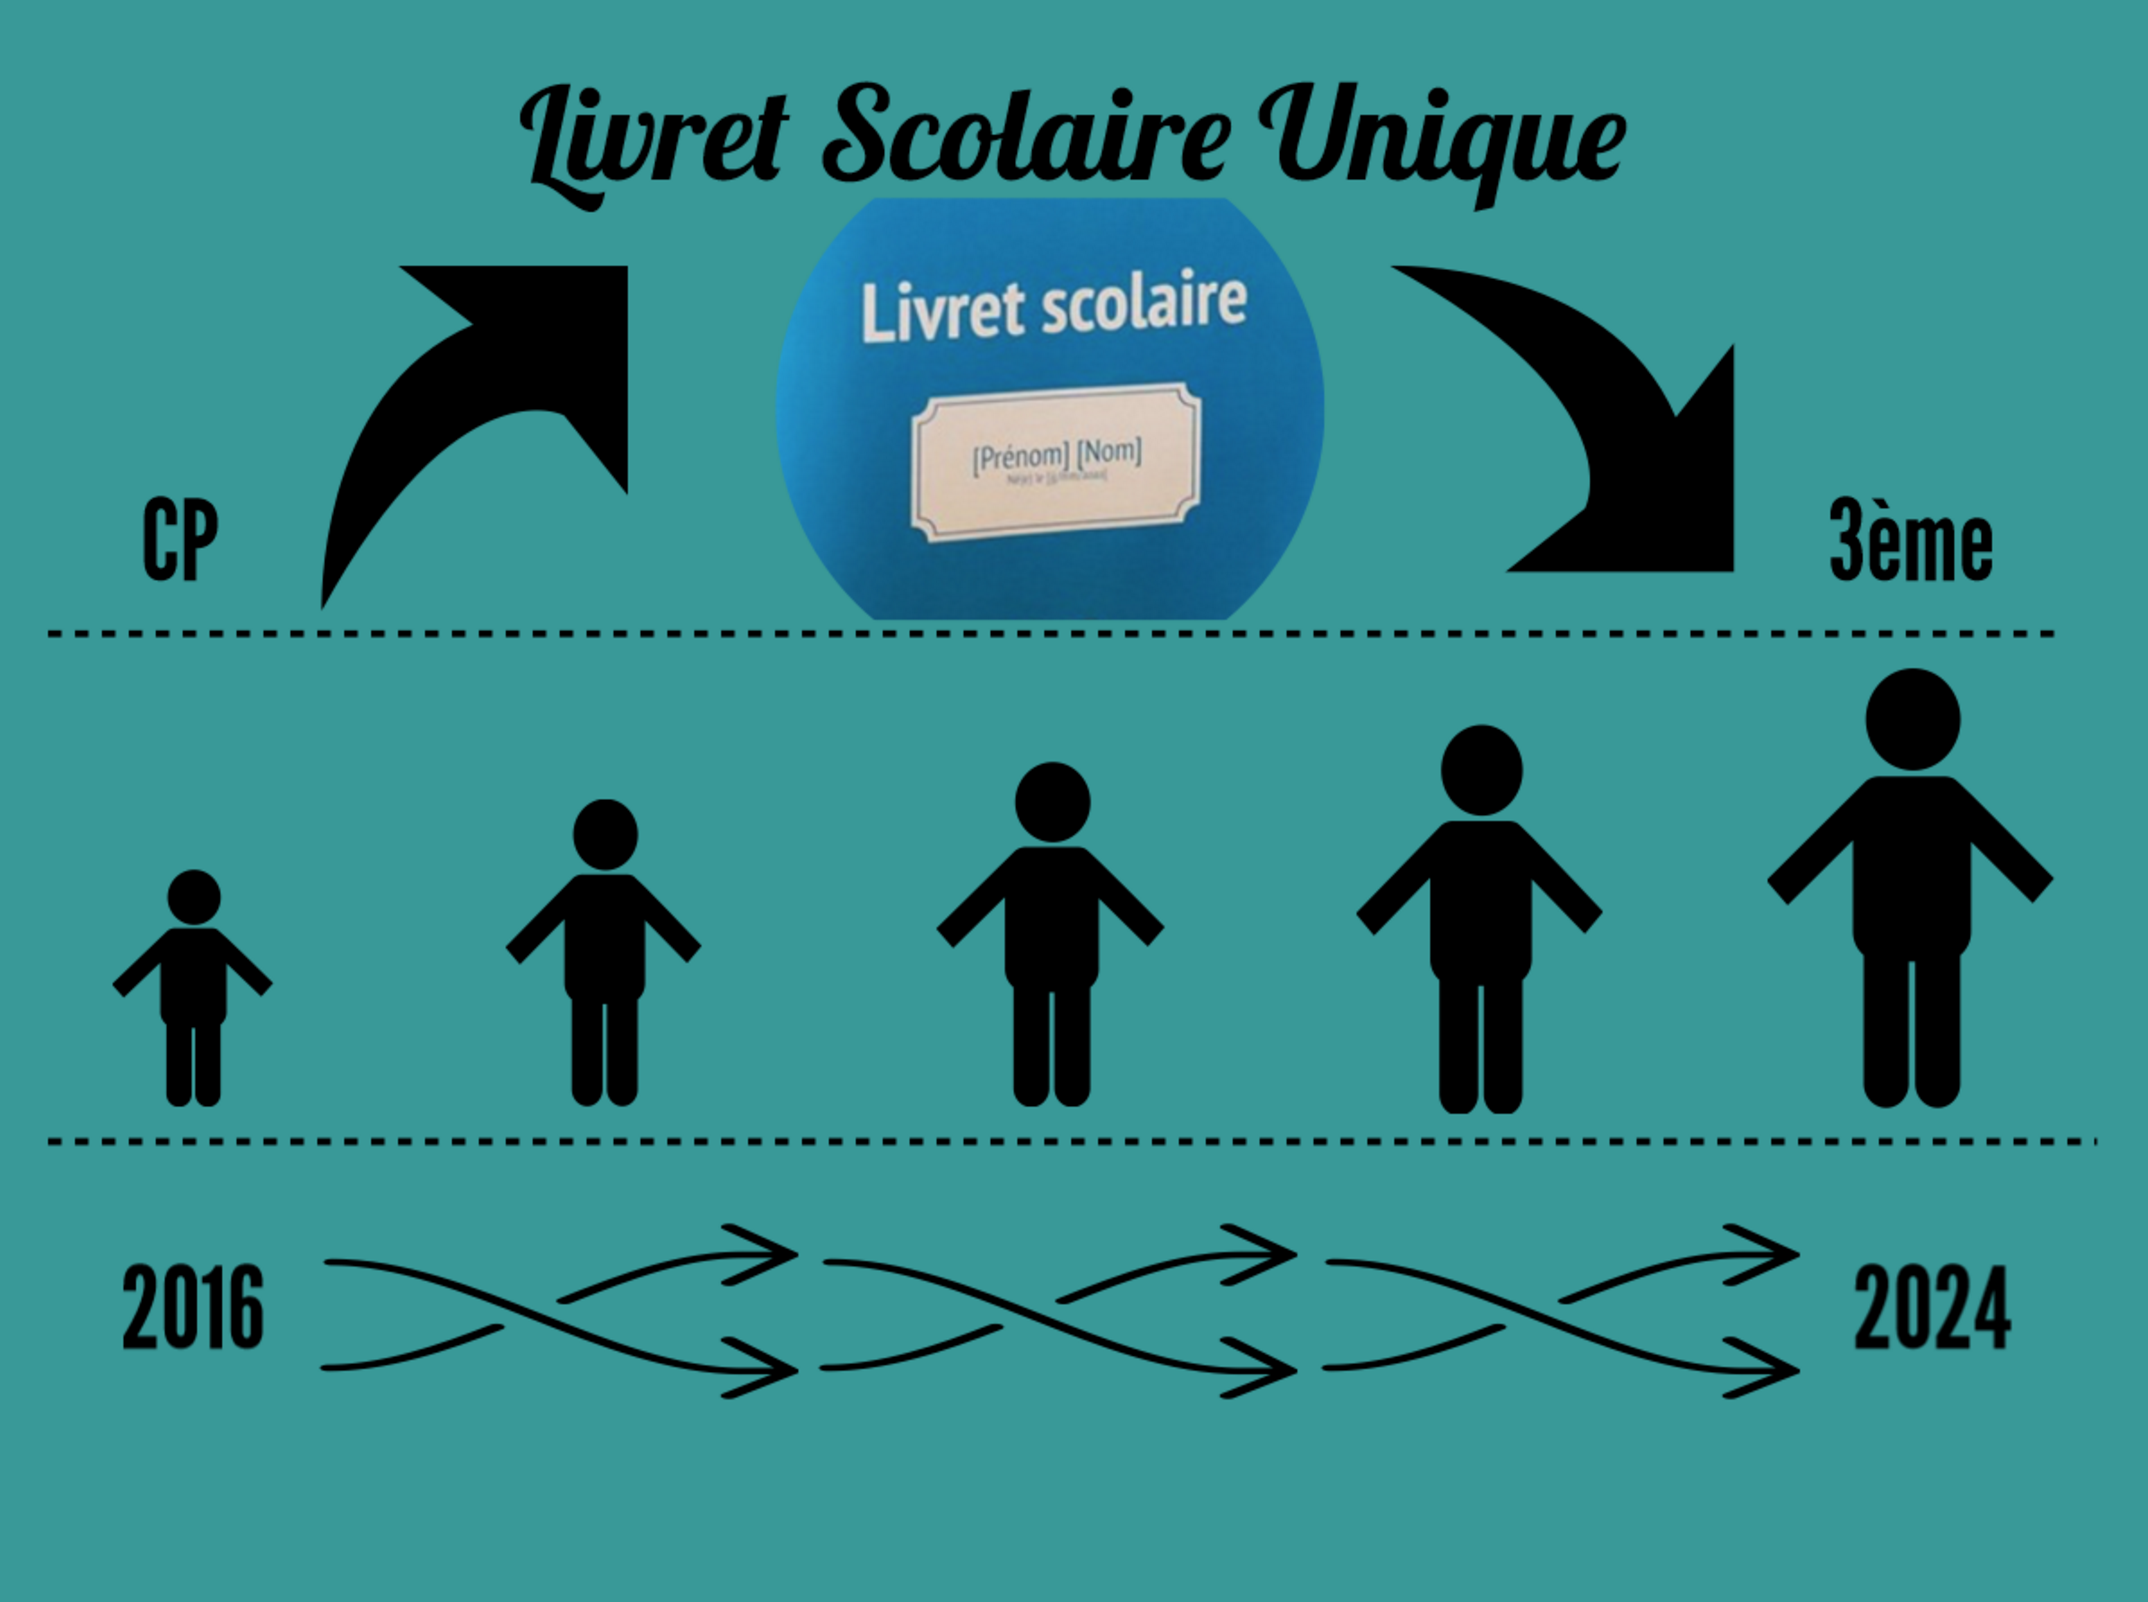 Livret Scolaire Unique
Livret scolaire
[Prénom] [Nom]
CP
3ème
2016
2024